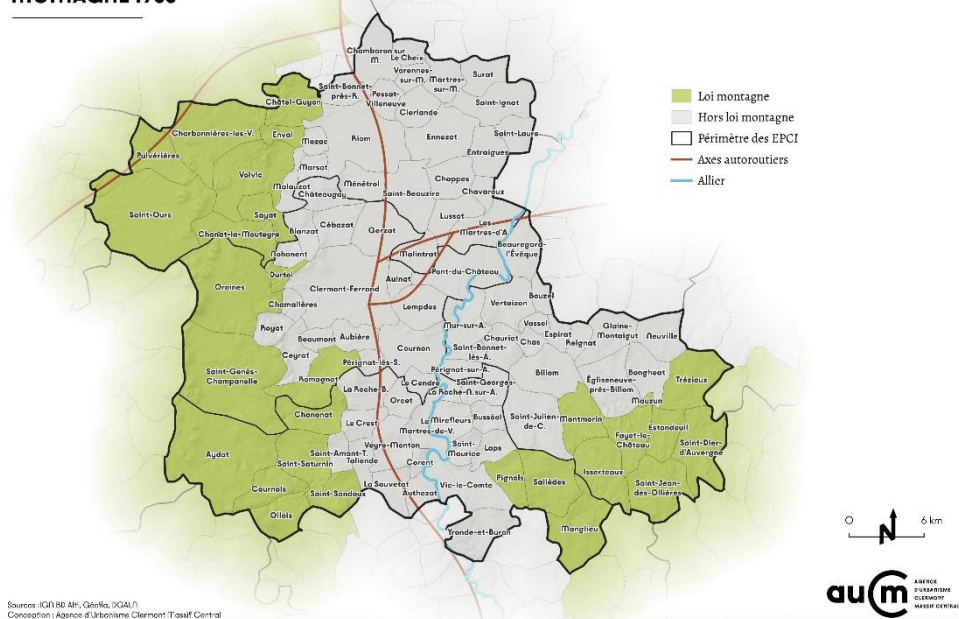 MONTAGNE 1985
Loi montagne
Hors loi montagne
Périmètre des EPCI
Axes autoroutiers
Allier
Chambaron sur
M.
Le Cheix
Varennes-
sur-M.
Martres-
sur-M.
Surat
Saint-Bonnet-
près-R.
Pessat-
Villeneuve
Clerlande
Saint-Ignat
Châtel-Guyon
Charbonnières-les-V.
Enval
Mozac
Riom
Ennezat
Saint-Laure
Entraigues
Pulvérières
Volvic
Marsat
Malauzat
Ménétrol
Chappes
Châteaugay
Saint-Beauzire
Chavaroux
Saint-Ours
Sayat
Lussat
Chanat-la-Mouteyre
Blanzat
Cébazat
Gerzat
Les
Martres-d'A.
Nohanent
Malintrat
Beauregard-
l'Évêque
Durtol
Aulnat
Pont-du-Château
Orcines
Clermont-Ferrand
Chamalières
Lempdes
Vertaizon
Bouzel
Royat
Beaumont
Aubière
Mur-sur-A.
Vassel
Glaine-
Montaigut
Neuville
Chauriat
Chas
Espirat
Reignat
Ceyrat
Cournon
Saint-Bonnet-
lès-A.
Pérignat-lès-S.
Pérignat-sur-A.
Billom
Bongheat
Saint-Genès-
Champanelle
Romagnat
Le Cendre
Saint-Georges-
Égliseneuve-
près-Billom
Trézioux
La Roche-B.
La Roche-N.
sur-A.
Mauzun
Orcet
Chanonat
Le Crest
Mirefleurs
Busséol
Saint-Julien-
de-C.
Montmorin
Estandeuil
Martres-de-V.
Fayet-le-
Château
Saint-Dier-
d'Auvergne
Aydat
Saint-Amant-T.
Tallende
Veyre-Monton
Saint-
Maurice
Laps
Saint-Saturnin
Corent
Pignols
Isserteaux
Cournols
Saint-Sandoux
La Sauvetat
Vic-le-Comte
Sallèdes
Saint-Jean-
des-Ollières
Authezat
Olloix
Manglieu
Yronde-et-Buron
0
6 km
N
auCm
AGENCE
D'URBANISME
CLERMONT
MASSIF CENTRAL
Sources : IGN BD Alti, Géofla, DGALN
Conception : Agence d'Urbanisme Clermont Massif Central